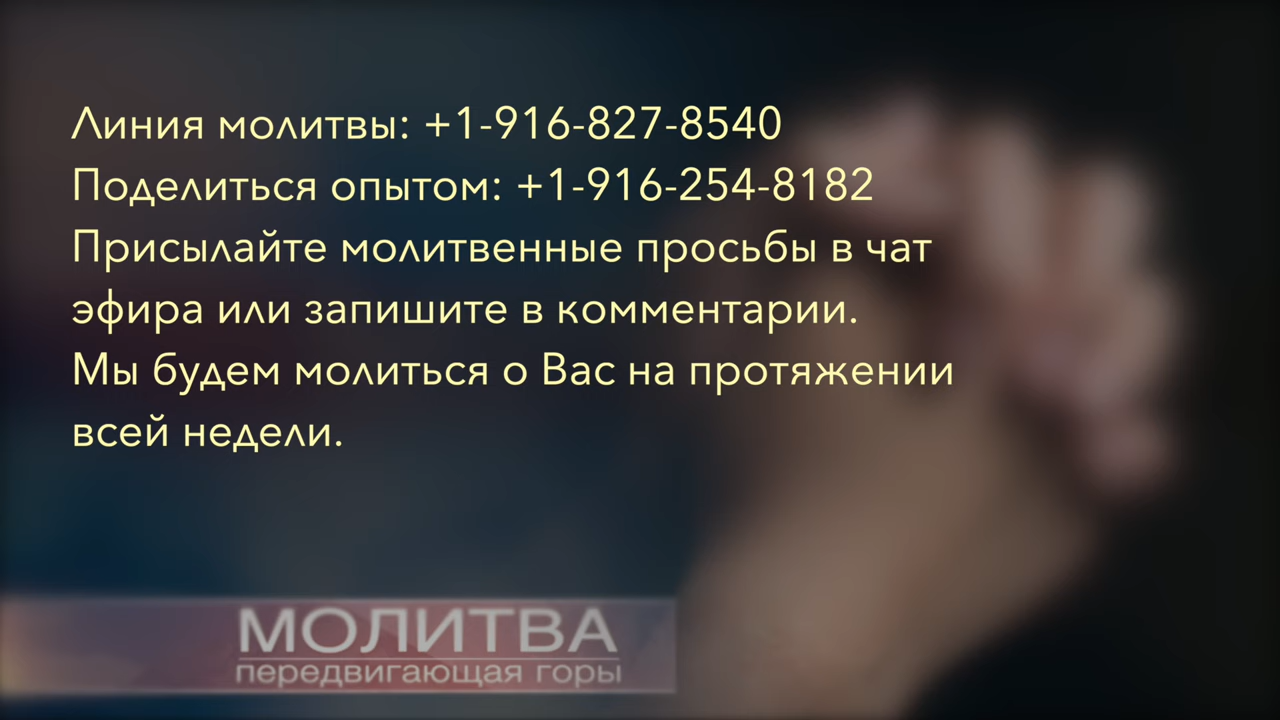 Линия молитвы: +1-916-827-8540
Поделиться опытом: +1-916-254-8182
Присылайте молитвенные просьбы в чат
эфира или запишите в комментарии.
Мы будем молиться о Вас на протяжении
всей недели.
МОЛИТВА
передвигающая горы